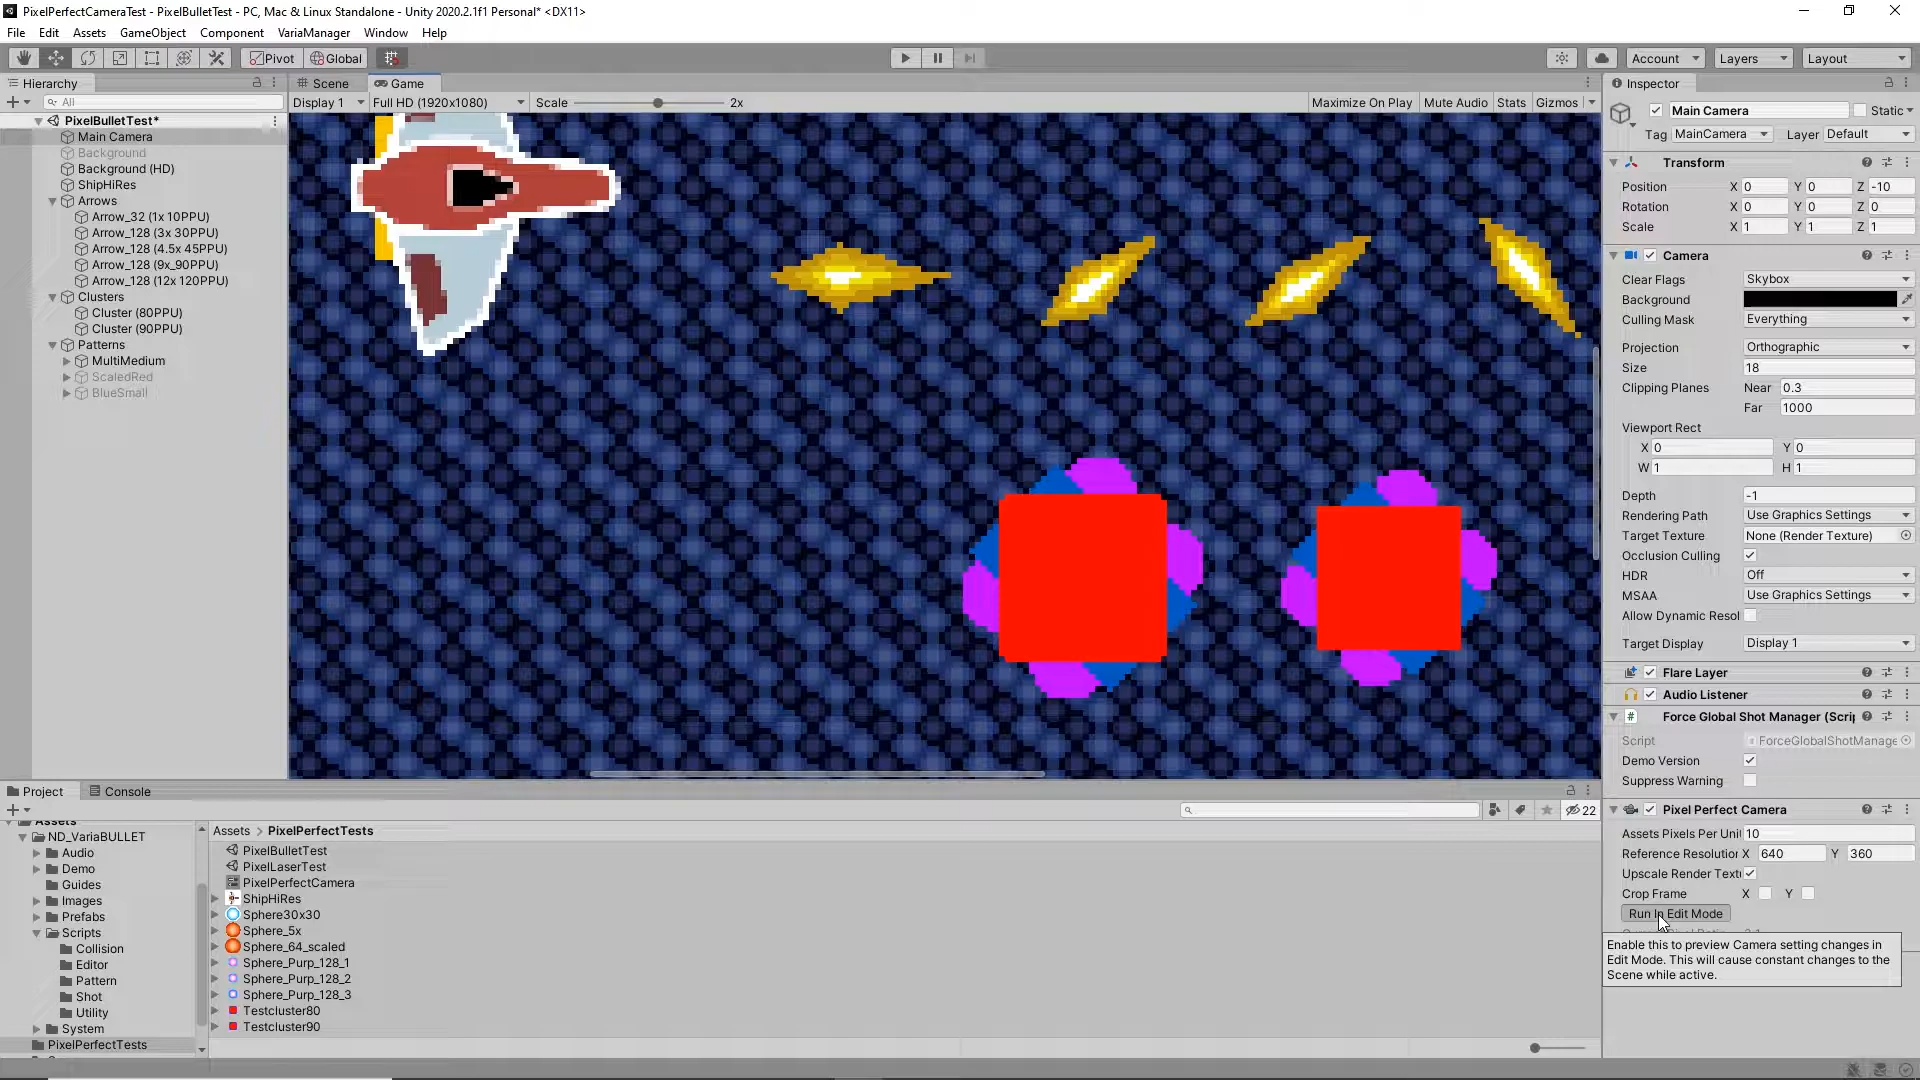 PixelPerfectCameraTest - PixelBulletTest - PC, Mac & Linux Standalone - Unity 2020.2.1f1 Personal* <DX11>
File Edit Assets GameObject Component VariaManager Window Help
Pivot Global Account Layers Layout
Hierarchy
All
PixelBulletTest*
Main Camera
Background
Background (HD)
ShipHiRes
Arrows
Arrow_32 (1x 10PPU)
Arrow_128 (3x 30PPU)
Arrow_128 (4.5x 45PPU)
Arrow_128 (9x_90PPU)
Arrow_128 (12x 120PPU)
Clusters
Cluster (80PPU)
Cluster (90PPU)
Patterns
MultiMedium
ScaledRed
BlueSmall
Scene Game
Display 1 Full HD (1920x1080) Scale 2x Maximize On Play Mute Audio Stats Gizmos
Inspector
Main Camera Static
Tag MainCamera Layer Default
Transform
Position X 0 Y 0 Z -10
Rotation X 0 Y 0 Z 0
Scale X 1 Y 1 Z 1
Camera
Clear Flags Skybox
Background
Culling Mask Everything
Projection Orthographic
Size 18
Clipping Planes Near 0.3
Far 1000
Viewport Rect
X 0 Y 0
W 1 H 1
Depth -1
Rendering Path Use Graphics Settings
Target Texture None (Render Texture)
Occlusion Culling
HDR Off
MSAA Use Graphics Settings
Allow Dynamic Resol
Target Display Display 1
Flare Layer
Audio Listener
# Force Global Shot Manager (Scrip
Script ForceGlobalShotManage
Demo Version
Suppress Warning
Pixel Perfect Camera
Assets Pixels Per Unit 10
Reference Resolution X 640 Y 360
Upscale Render Textu
Crop Frame X Y
Run In Edit Mode
Enable this to preview Camera setting changes in
Edit Mode. This will cause constant changes to the
Scene while active.
Project Console
22
Assets
ND_VariaBULLET
Audio
Demo
Guides
Images
Prefabs
Scripts
Collision
Editor
Pattern
Shot
Utility
System
PixelPerfectTests
Assets > PixelPerfectTests
PixelBulletTest
PixelLaserTest
PixelPerfectCamera
ShipHiRes
Sphere30x30
Sphere_5x
Sphere_64_scaled
Sphere_Purp_128_1
Sphere_Purp_128_2
Sphere_Purp_128_3
Testcluster80
Testcluster90